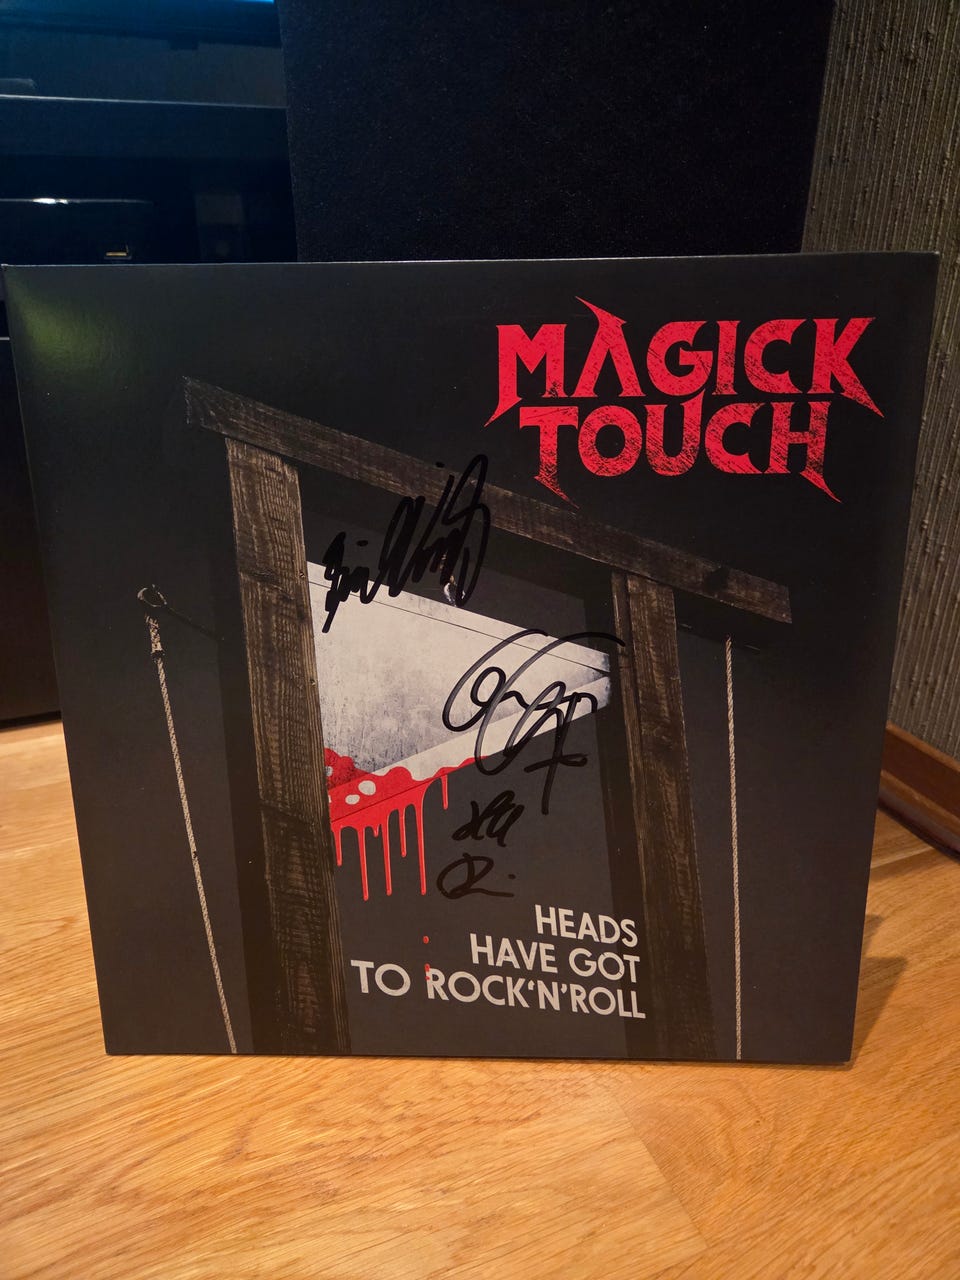 MAGICK
TOUCH
HEADS
HAVE GOT
TO ROCK'N'ROLL